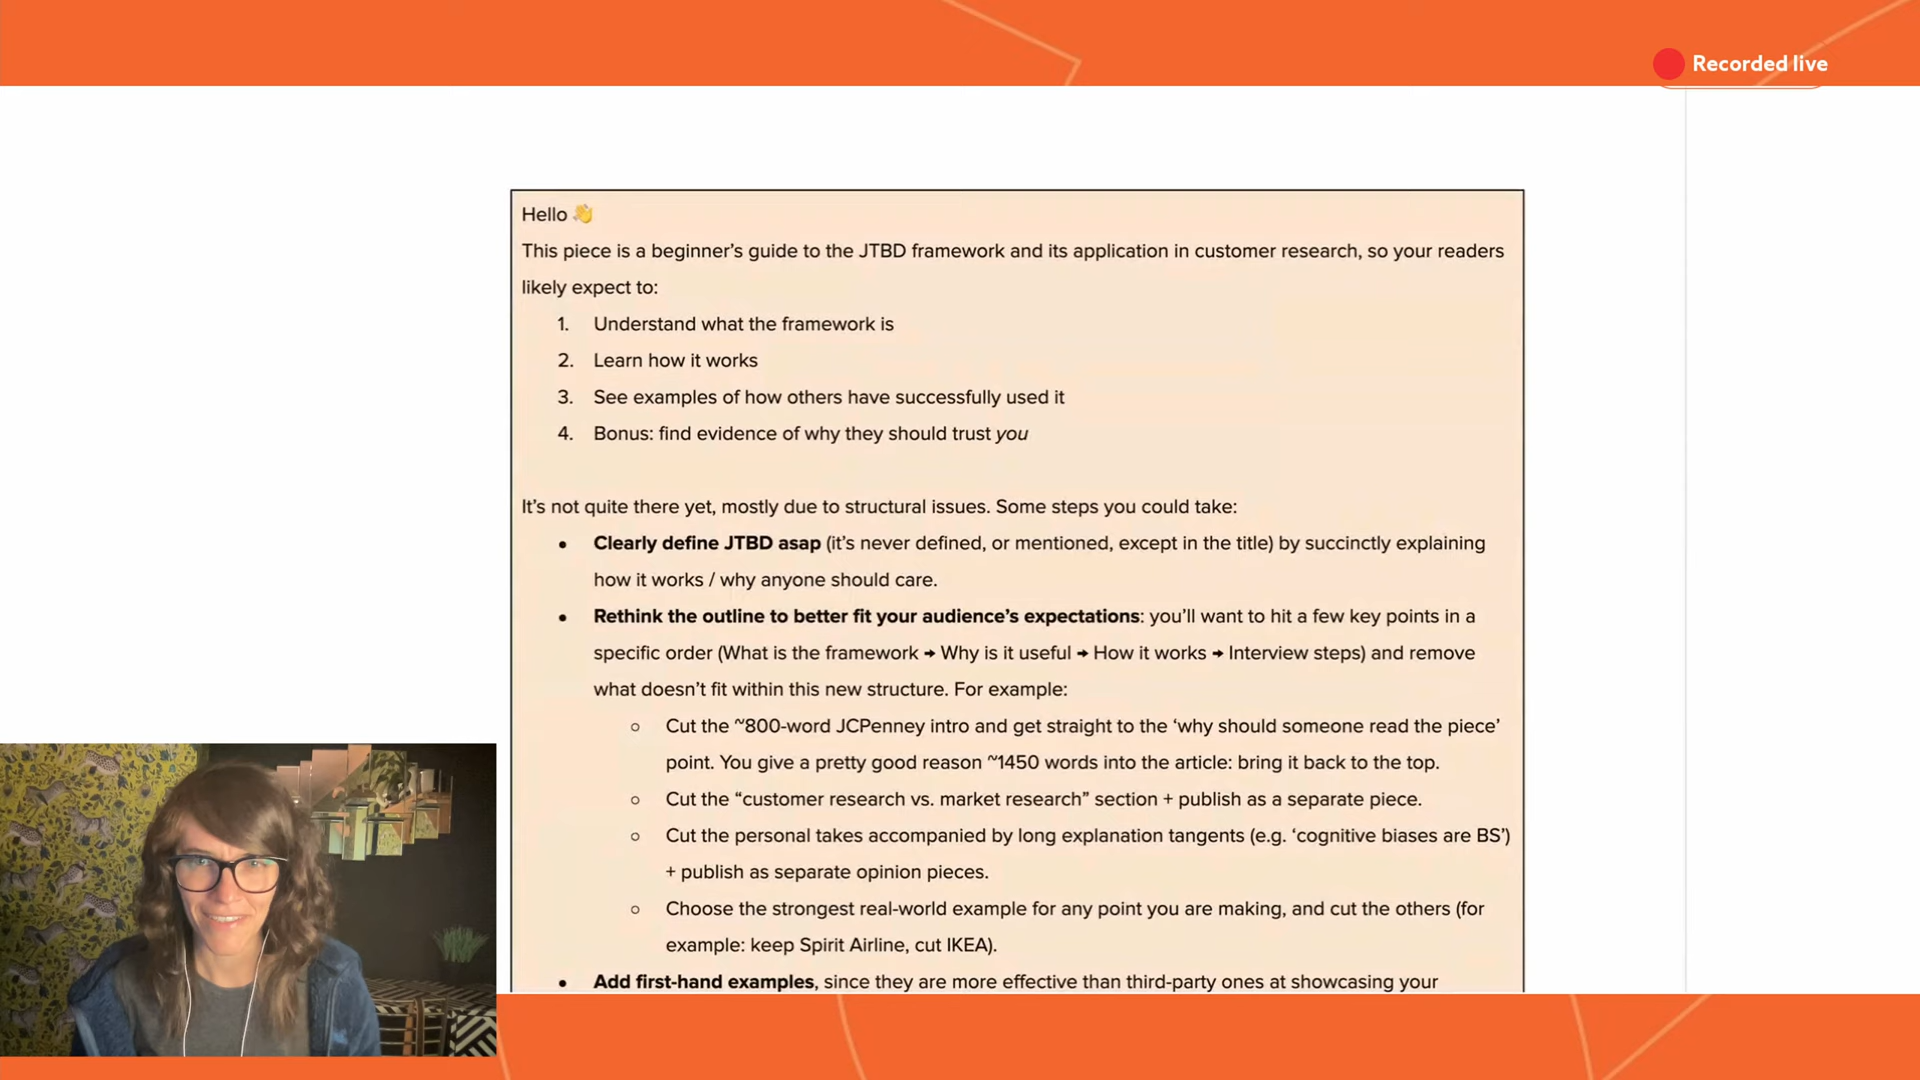 Recorded live
Hello 👋
This piece is a beginner’s guide to the JTBD framework and its application in customer research, so your readers
likely expect to:
1. Understand what the framework is
2. Learn how it works
3. See examples of how others have successfully used it
4. Bonus: find evidence of why they should trust you
It’s not quite there yet, mostly due to structural issues. Some steps you could take:
● Clearly define JTBD asap (it’s never defined, or mentioned, except in the title) by succinctly explaining
how it works / why anyone should care.
● Rethink the outline to better fit your audience’s expectations: you’ll want to hit a few key points in a
specific order (What is the framework → Why is it useful → How it works → Interview steps) and remove
what doesn’t fit within this new structure. For example:
○ Cut the ~800-word JCPenney intro and get straight to the ‘why should someone read the piece’
point. You give a pretty good reason ~1450 words into the article: bring it back to the top.
○ Cut the “customer research vs. market research” section + publish as a separate piece.
○ Cut the personal takes accompanied by long explanation tangents (e.g. ‘cognitive biases are BS’)
+ publish as separate opinion pieces.
○ Choose the strongest real-world example for any point you are making, and cut the others (for
example: keep Spirit Airline, cut IKEA).
● Add first-hand examples, since they are more effective than third-party ones at showcasing your